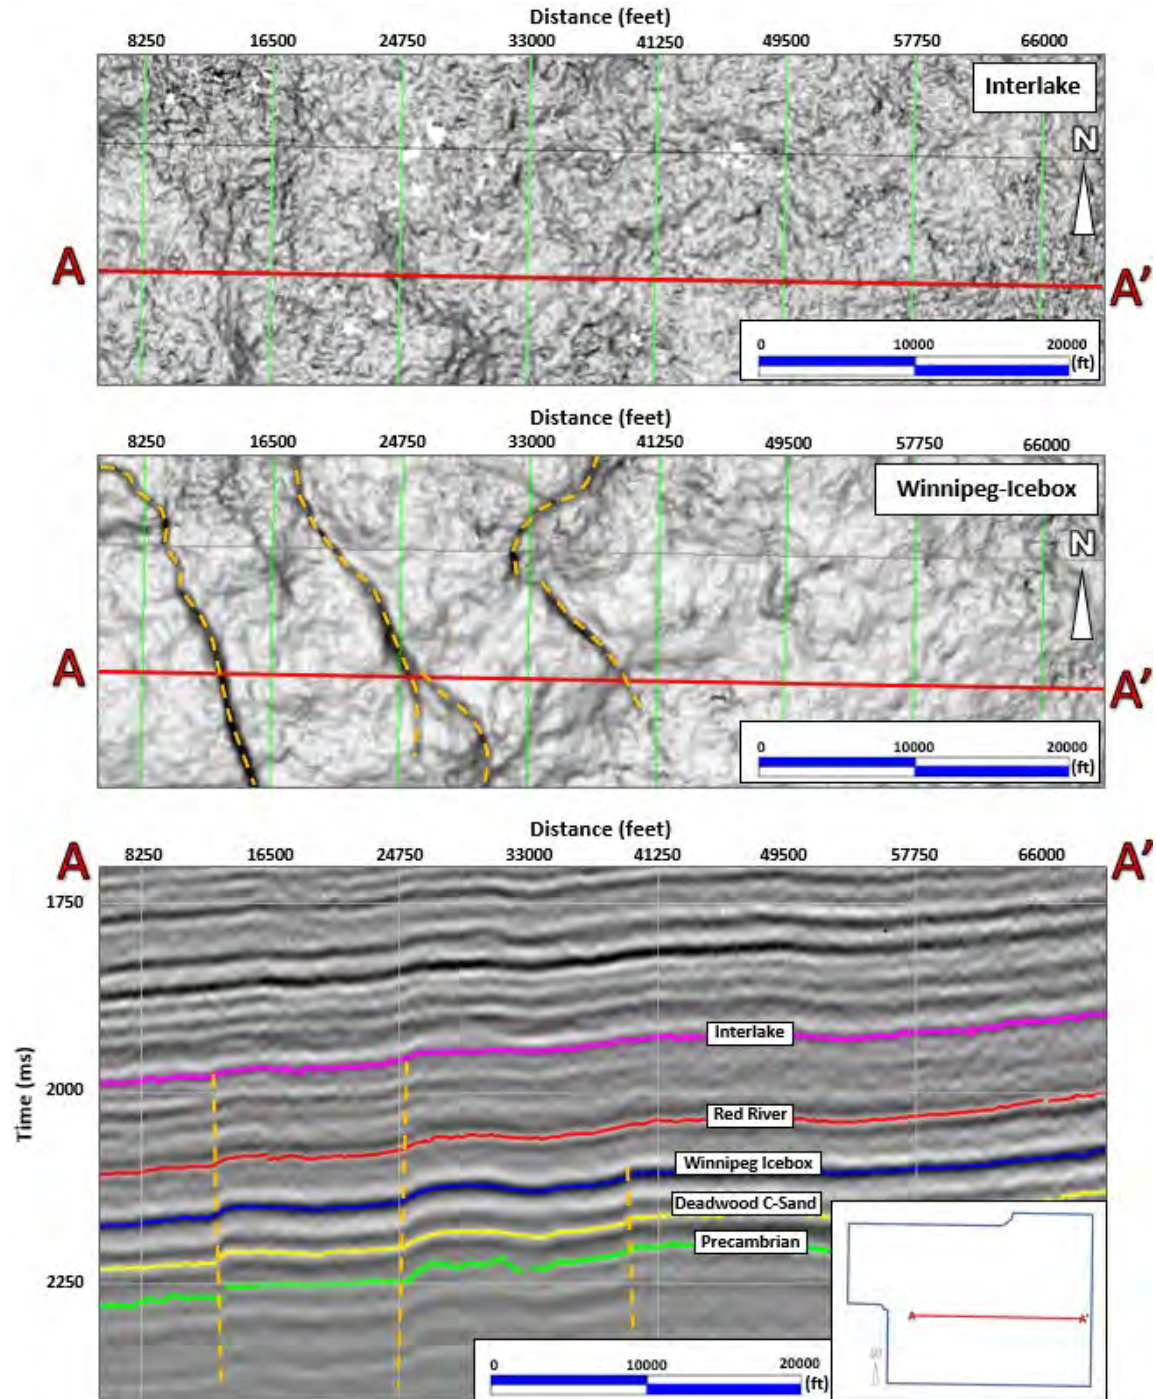 Distance (feet)
8250 16500 24750 33000 41250 49500 57750 66000
Interlake
N
A A'
0 10000 20000
(ft)
Distance (feet)
8250 16500 24750 33000 41250 49500 57750 66000
Winnipeg-Icebox
N
A A'
0 10000 20000
(ft)
Distance (feet)
A 8250 16500 24750 33000 41250 49500 57750 66000 A'
1750
Interlake
Time (ms)
2000
Red River
Winnipeg Icebox
Deadwood C-Sand
Precambrian
2250
A A'
0 10000 20000
(ft)